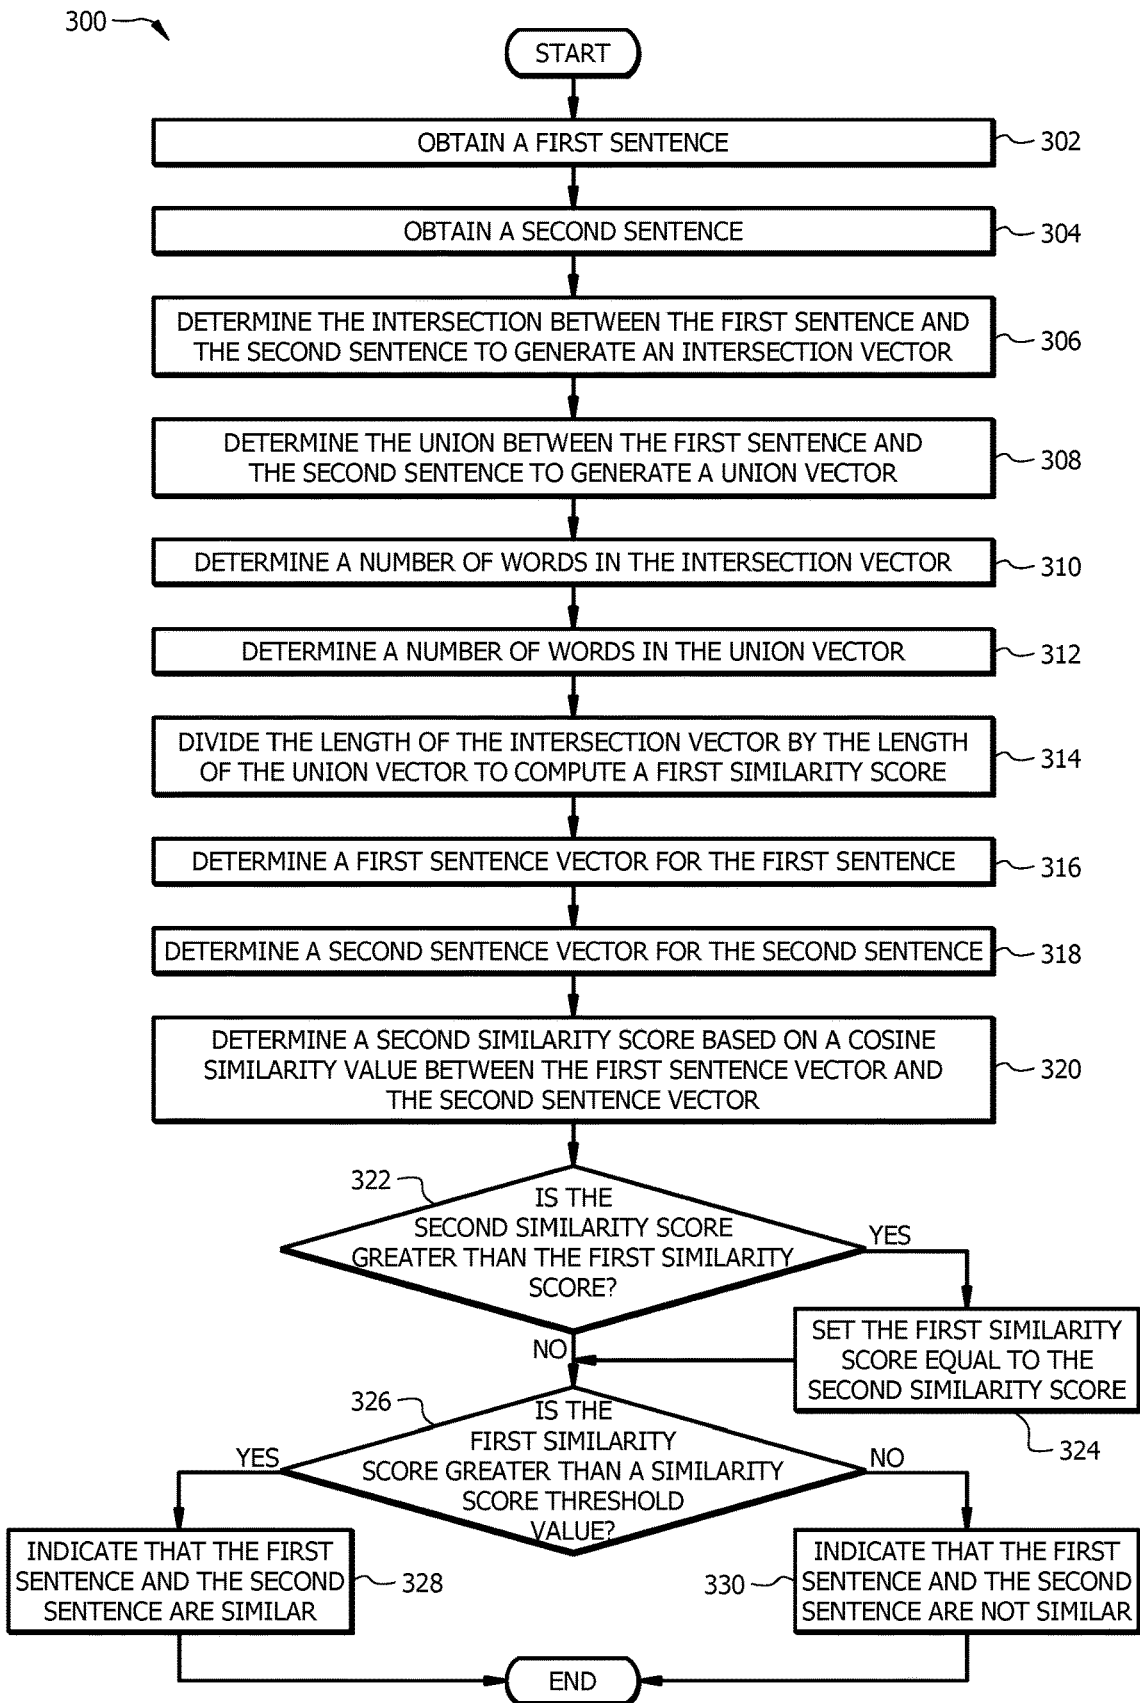 300
START
OBTAIN A FIRST SENTENCE
302
OBTAIN A SECOND SENTENCE
304
DETERMINE THE INTERSECTION BETWEEN THE FIRST SENTENCE AND
THE SECOND SENTENCE TO GENERATE AN INTERSECTION VECTOR
306
DETERMINE THE UNION BETWEEN THE FIRST SENTENCE AND
THE SECOND SENTENCE TO GENERATE A UNION VECTOR
308
DETERMINE A NUMBER OF WORDS IN THE INTERSECTION VECTOR
310
DETERMINE A NUMBER OF WORDS IN THE UNION VECTOR
312
DIVIDE THE LENGTH OF THE INTERSECTION VECTOR BY THE LENGTH
OF THE UNION VECTOR TO COMPUTE A FIRST SIMILARITY SCORE
314
DETERMINE A FIRST SENTENCE VECTOR FOR THE FIRST SENTENCE
316
DETERMINE A SECOND SENTENCE VECTOR FOR THE SECOND SENTENCE
318
DETERMINE A SECOND SIMILARITY SCORE BASED ON A COSINE
SIMILARITY VALUE BETWEEN THE FIRST SENTENCE VECTOR AND
THE SECOND SENTENCE VECTOR
320
322
IS THE
SECOND SIMILARITY SCORE
GREATER THAN THE FIRST SIMILARITY
SCORE?
YES
NO
SET THE FIRST SIMILARITY
SCORE EQUAL TO THE
SECOND SIMILARITY SCORE
324
326
IS THE
FIRST SIMILARITY
SCORE GREATER THAN A SIMILARITY
SCORE THRESHOLD
VALUE?
YES
NO
INDICATE THAT THE FIRST
SENTENCE AND THE SECOND
SENTENCE ARE SIMILAR
328
330
INDICATE THAT THE FIRST
SENTENCE AND THE SECOND
SENTENCE ARE NOT SIMILAR
END